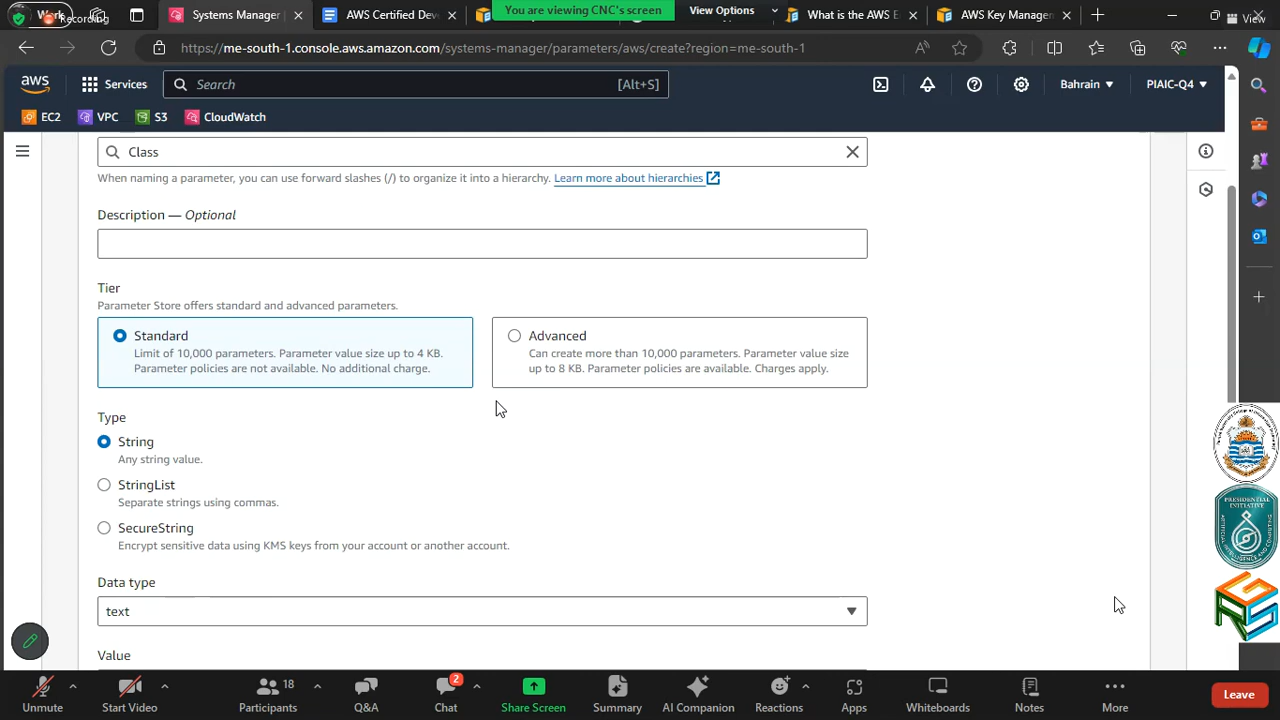 Work
Recording
Systems Manager
AWS Certified Dev
You are viewing CNC's screen
View Options
What is the AWS E
AWS Key Manageme
View
https://me-south-1.console.aws.amazon.com/systems-manager/parameters/aws/create?region=me-south-1
aws
Services
Search
[Alt+S]
Bahrain
PIAIC-Q4
EC2
VPC
S3
CloudWatch
Class
When naming a parameter, you can use forward slashes (/) to organize it into a hierarchy. Learn more about hierarchies
Description — Optional
Tier
Parameter Store offers standard and advanced parameters.
Standard
Limit of 10,000 parameters. Parameter value size up to 4 KB.
Parameter policies are not available. No additional charge.
Advanced
Can create more than 10,000 parameters. Parameter value size
up to 8 KB. Parameter policies are available. Charges apply.
Type
String
Any string value.
StringList
Separate strings using commas.
SecureString
Encrypt sensitive data using KMS keys from your account or another account.
Data type
text
Value
PRESIDENTIAL
INITIATIVE
Unmute
Start Video
18
Participants
Q&A
2
Chat
Share Screen
Summary
AI Companion
Reactions
Apps
Whiteboards
Notes
More
Leave